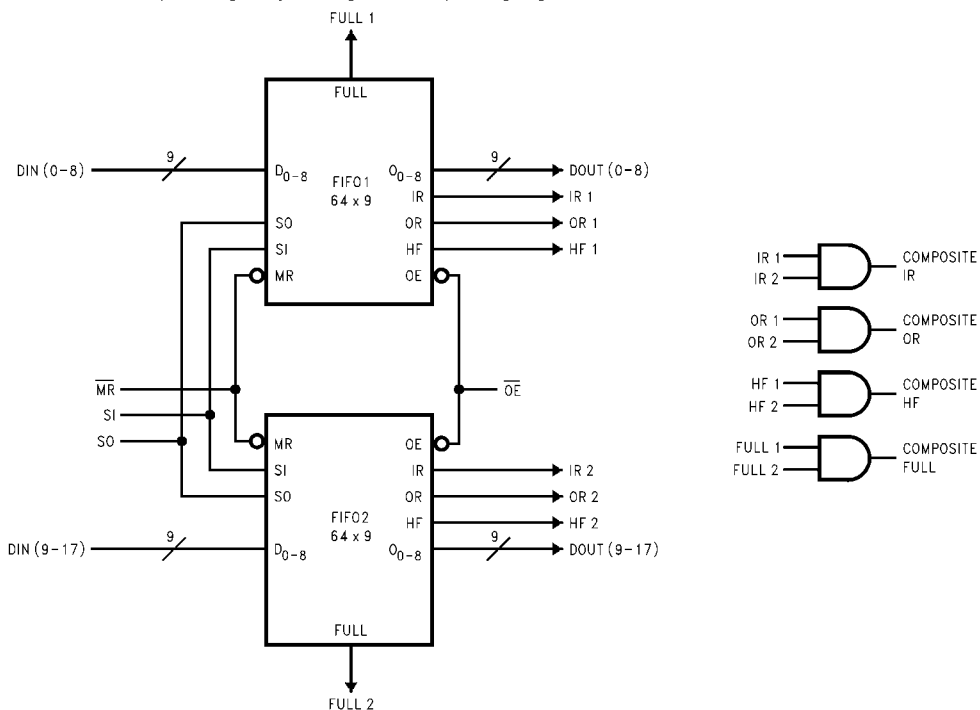 FULL 1
FULL
DIN (0-8) 9 D0-8 O0-8 9 DOUT (0-8)
FIFO1
64 x 9
IR IR 1
SO OR OR 1
SI HF HF 1
MR OE
M̅R̅ O̅E̅
SI
SO
MR OE
SI IR IR 2
SO OR OR 2
FIFO2
64 x 9
HF HF 2
DIN (9-17) 9 D0-8 O0-8 9 DOUT (9-17)
FULL
FULL 2
IR 1
IR 2
COMPOSITE
IR
OR 1
OR 2
COMPOSITE
OR
HF 1
HF 2
COMPOSITE
HF
FULL 1
FULL 2
COMPOSITE
FULL